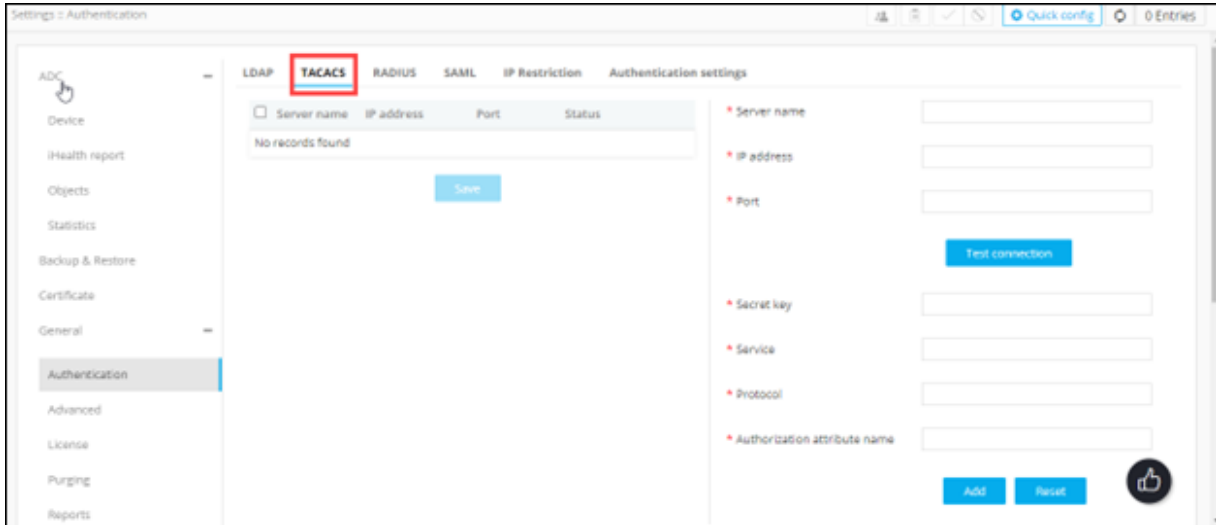 Settings :: Authentication
Quick config
0 Entries
ADC
Device
iHealth report
Objects
Statistics
Backup & Restore
Certificate
General
Authentication
Advanced
License
Purging
Reports
LDAP TACACS RADIUS SAML IP Restriction Authentication settings
Server name IP address Port Status
No records found
Save
* Server name
* IP address
* Port
Test connection
* Secret key
* Service
* Protocol
* Authorization attribute name
Add Reset